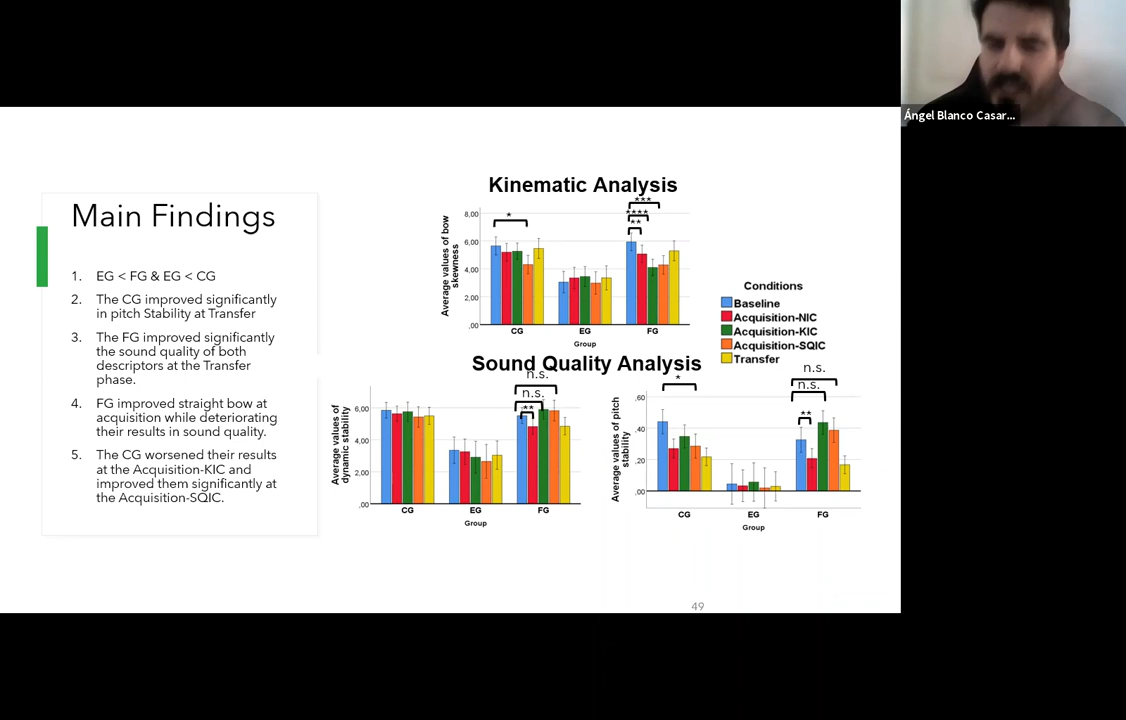 Ángel Blanco Casar...
Main Findings
1. EG < FG & EG < CG
2. The CG improved significantly
in pitch Stability at Transfer
3. The FG improved significantly
the sound quality of both
descriptors at the Transfer
phase.
4. FG improved straight bow at
acquisition while deteriorating
their results in sound quality.
5. The CG worsened their results
at the Acquisition-KIC and
improved them significantly at
the Acquisition-SQIC.
Kinematic Analysis
Average values of bow
skewness
8,00
6,00
4,00
2,00
,00
*
***
****
**
CG EG FG
Group
Conditions
Baseline
Acquisition-NIC
Acquisition-KIC
Acquisition-SQIC
Transfer
Sound Quality Analysis
Average values of
dynamic stability
6,00
4,00
2,00
,00
n.s.
n.s.
**
CG EG FG
Group
Average values of pitch
stability
,60
,40
,20
,00
*
n.s.
n.s.
**
CG EG FG
Group
49